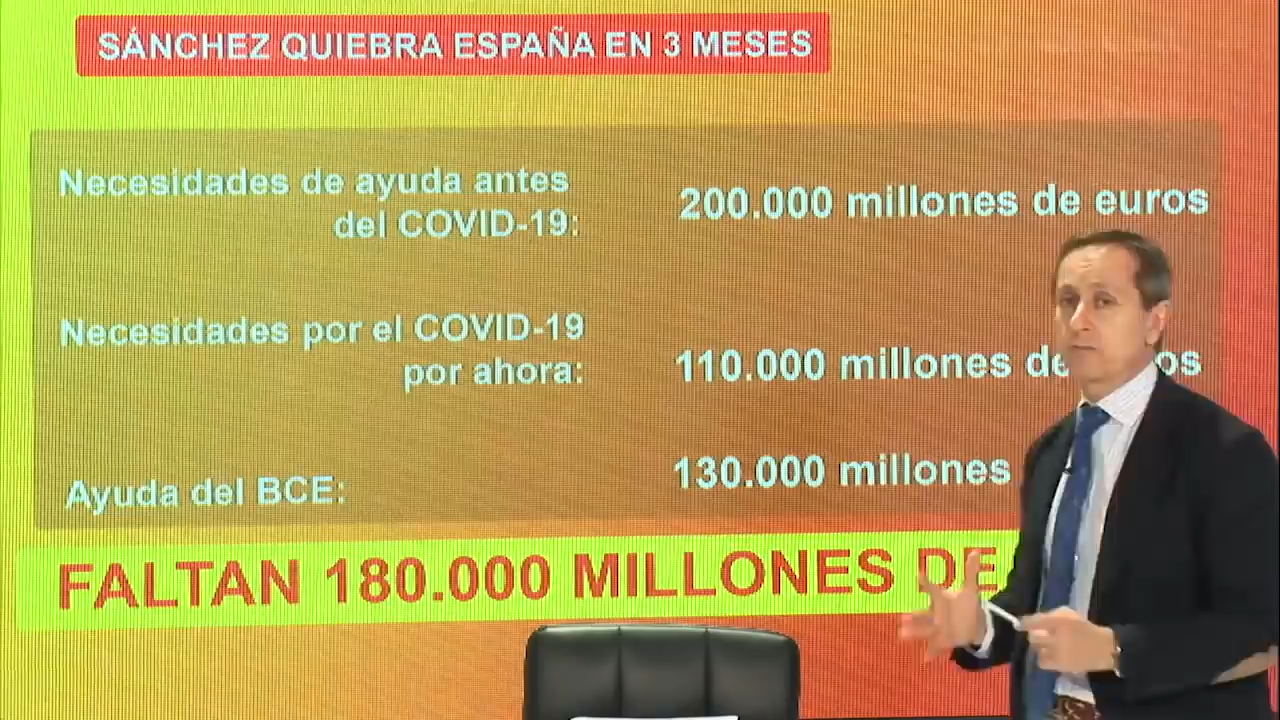 SÁNCHEZ QUIEBRA ESPAÑA EN 3 MESES
Necesidades de ayuda antes
del COVID-19:
200.000 millones de euros
Necesidades por el COVID-19
por ahora:
110.000 millones de
Ayuda del BCE:
130.000 millones
FALTAN 180.000 MILLONES DE